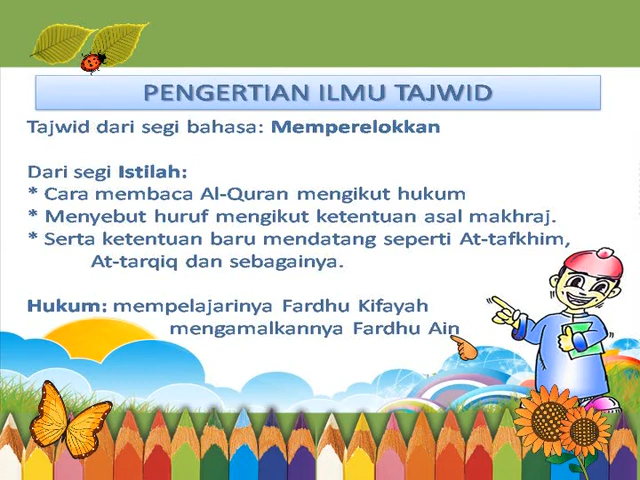 PENGERTIAN ILMU TAJWID
Tajwid dari segi bahasa: Memperelokkan
Dari segi Istilah:
* Cara membaca Al-Quran mengikut hukum
* Menyebut huruf mengikut ketentuan asal makhraj.
* Serta ketentuan baru mendatang seperti At-tafkhim,
At-tarqiq dan sebagainya.
Hukum: mempelajarinya Fardhu Kifayah
mengamalkannya Fardhu Ain